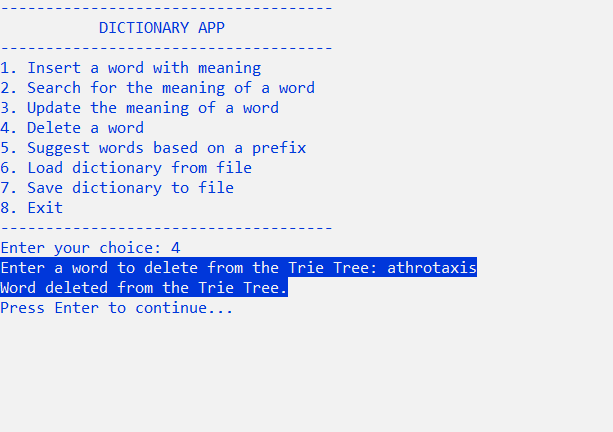 -------------------------------------
DICTIONARY APP
-------------------------------------
1. Insert a word with meaning
2. Search for the meaning of a word
3. Update the meaning of a word
4. Delete a word
5. Suggest words based on a prefix
6. Load dictionary from file
7. Save dictionary to file
8. Exit
-------------------------------------
Enter your choice: 4
Enter a word to delete from the Trie Tree: athrotaxis
Word deleted from the Trie Tree.
Press Enter to continue...